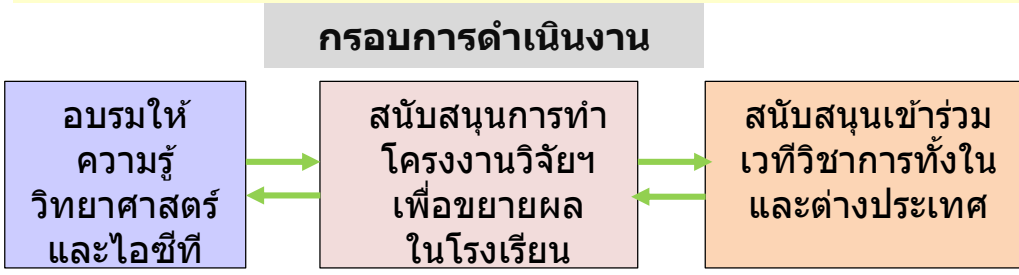 กรอบการดำเนินงาน
อบรมให้
ความรู้
วิทยาศาสตร์
และไอซีที
สนับสนุนการทำ
โครงงานวิจัยฯ
เพื่อขยายผล
ในโรงเรียน
สนับสนุนเข้าร่วม
เวทีวิชาการทั้งใน
และต่างประเทศ